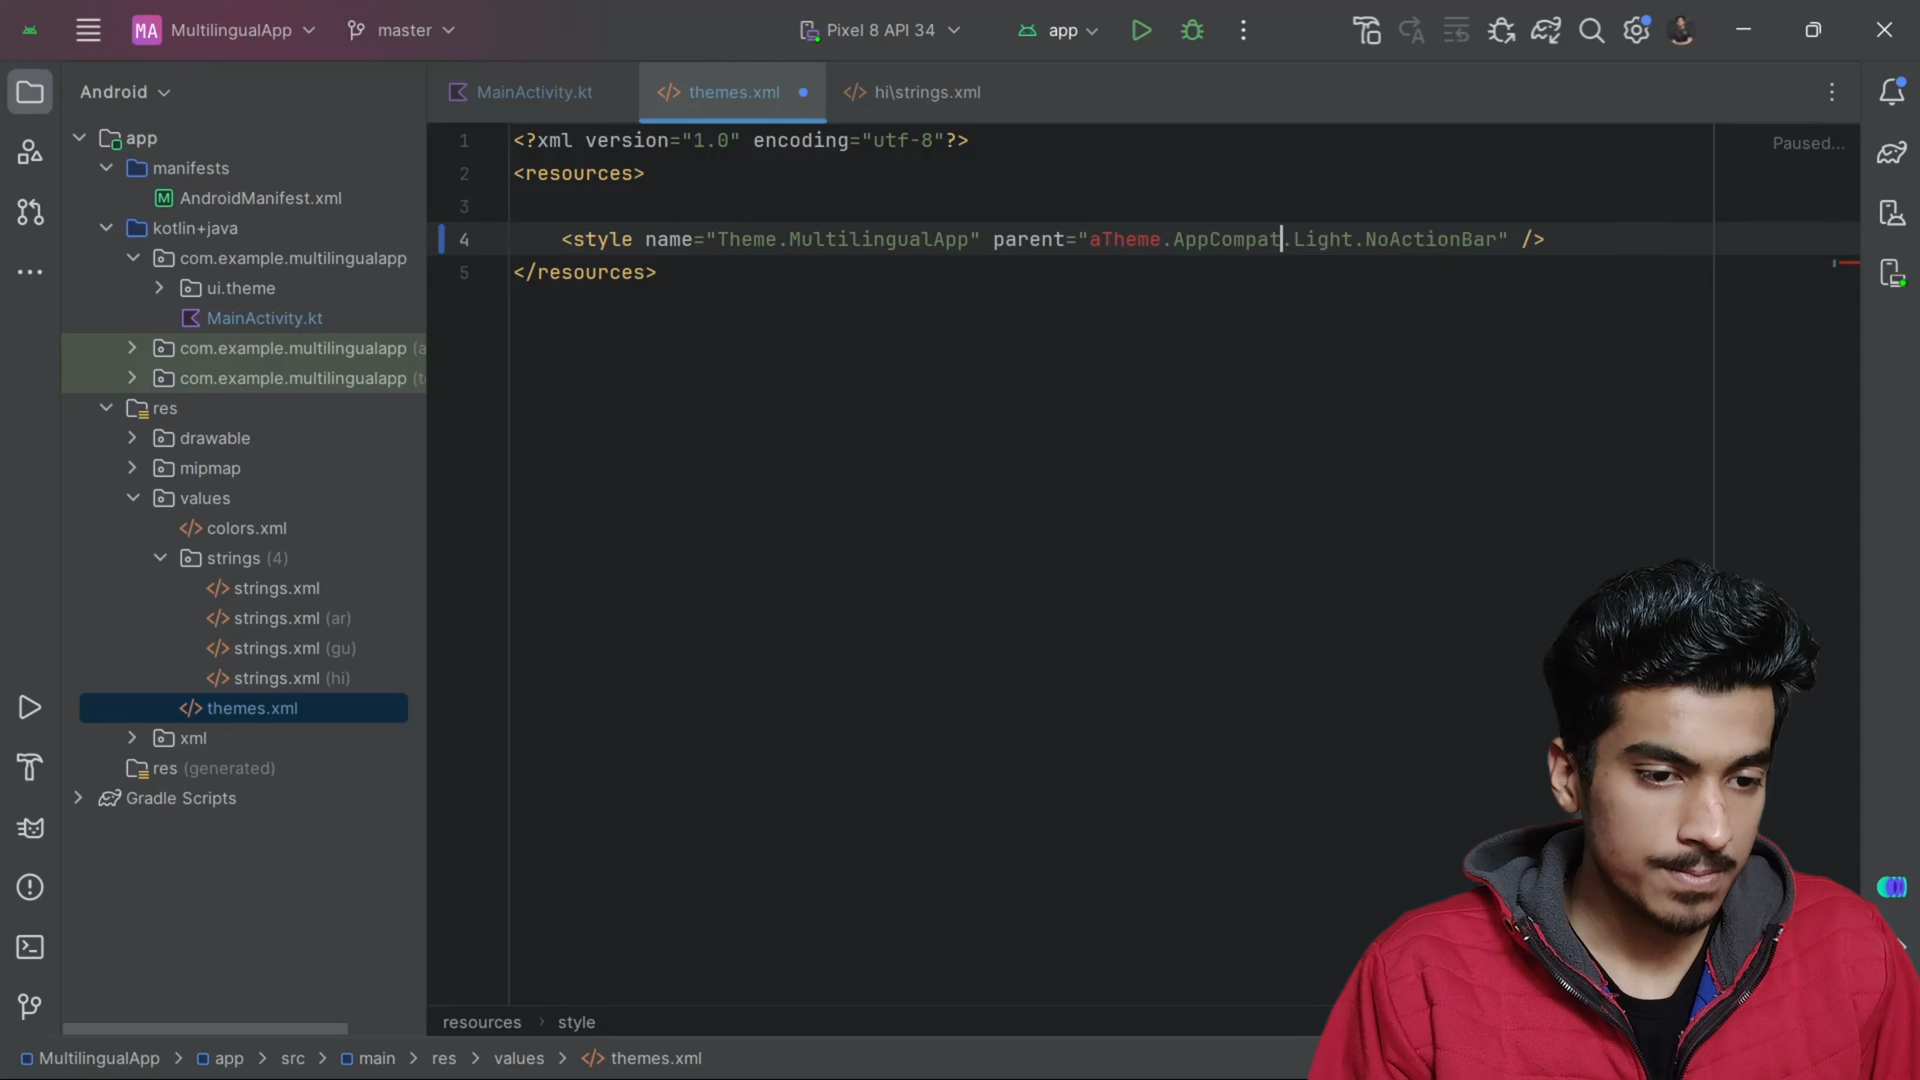 MA MultilingualApp master Pixel 8 API 34 app
Android
MainActivity.kt themes.xml hi\strings.xml
app
manifests
AndroidManifest.xml
kotlin+java
com.example.multilingualapp
ui.theme
MainActivity.kt
com.example.multilingualapp (a
com.example.multilingualapp (t
res
drawable
mipmap
values
colors.xml
strings (4)
strings.xml
strings.xml (ar)
strings.xml (gu)
strings.xml (hi)
themes.xml
xml
res (generated)
Gradle Scripts
1 <?xml version="1.0" encoding="utf-8"?>
2 <resources>
3
4 <style name="Theme.MultilingualApp" parent="aTheme.AppCompat.Light.NoActionBar" />
5 </resources>
Paused...
resources > style
MultilingualApp > app > src > main > res > values > themes.xml